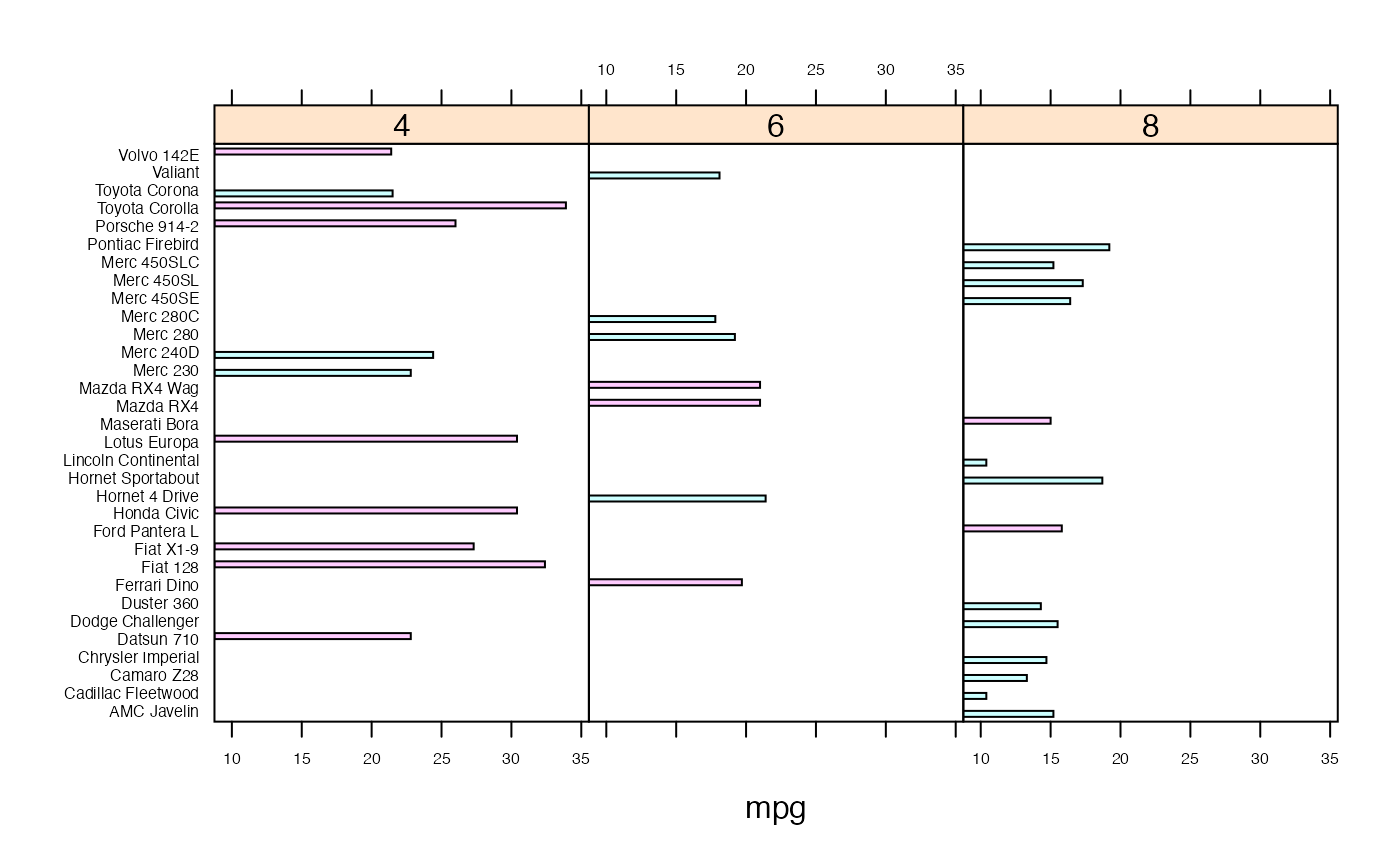 10 15 20 25 30 35
4 6 8
Volvo 142E
Valiant
Toyota Corona
Toyota Corolla
Porsche 914-2
Pontiac Firebird
Merc 450SLC
Merc 450SL
Merc 450SE
Merc 280C
Merc 280
Merc 240D
Merc 230
Mazda RX4 Wag
Mazda RX4
Maserati Bora
Lotus Europa
Lincoln Continental
Hornet Sportabout
Hornet 4 Drive
Honda Civic
Ford Pantera L
Fiat X1-9
Fiat 128
Ferrari Dino
Duster 360
Dodge Challenger
Datsun 710
Chrysler Imperial
Camaro Z28
Cadillac Fleetwood
AMC Javelin
10 15 20 25 30 35 10 15 20 25 30 35
mpg